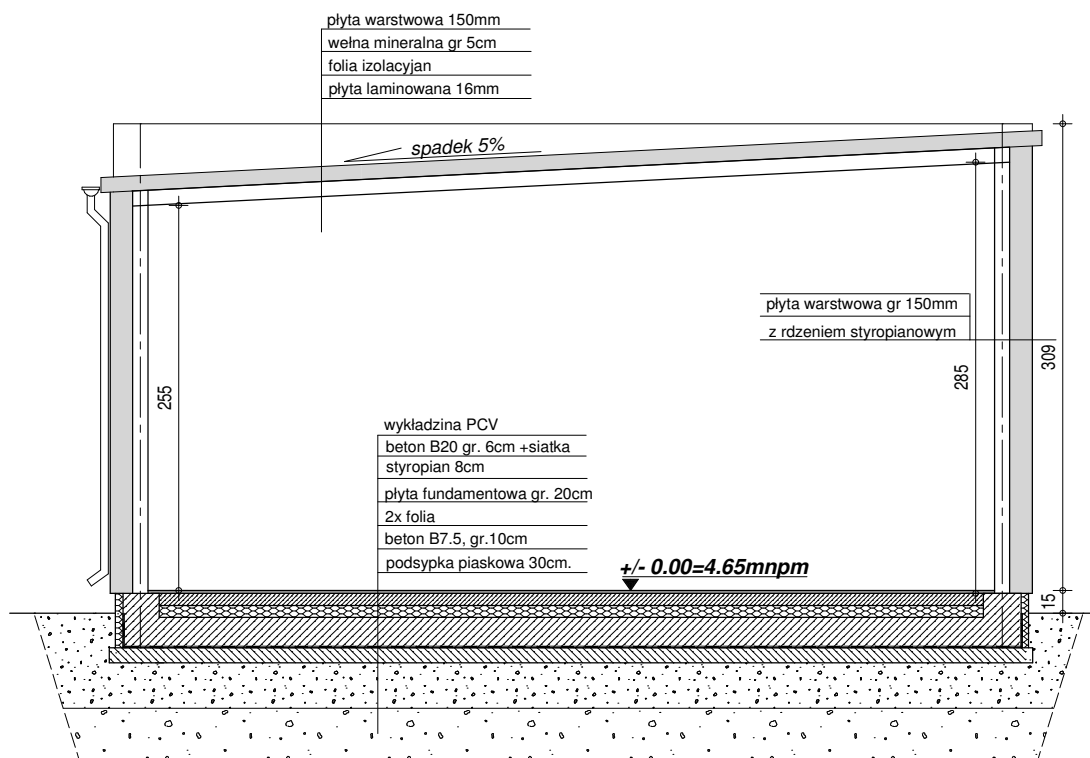 płyta warstwowa 150mm
wełna mineralna gr 5cm
folia izolacyjan
płyta laminowana 16mm
spadek 5%
płyta warstwowa gr 150mm
z rdzeniem styropianowym
309
285
255
wykładzina PCV
beton B20 gr. 6cm +siatka
styropian 8cm
płyta fundamentowa gr. 20cm
2x folia
beton B7.5, gr.10cm
podsypka piaskowa 30cm.
+/- 0.00=4.65mnpm
15